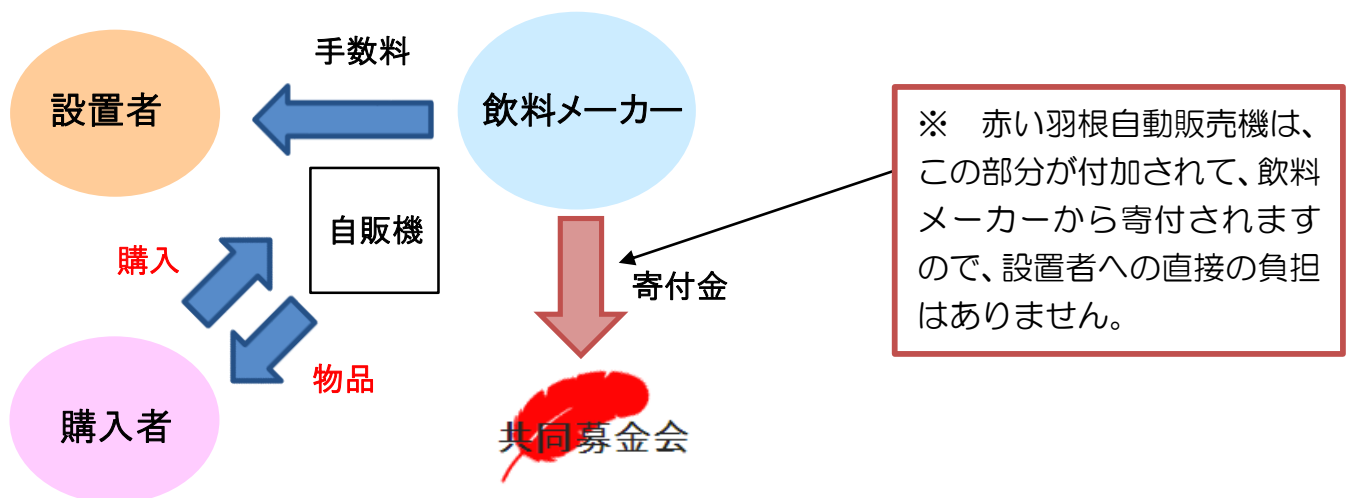 手数料
設置者
飲料メーカー
自販機
購入
物品
購入者
寄付金
共同募金会
※　赤い羽根自動販売機は、
この部分が付加されて、飲料
メーカーから寄付されます
ので、設置者への直接の負担
はありません。